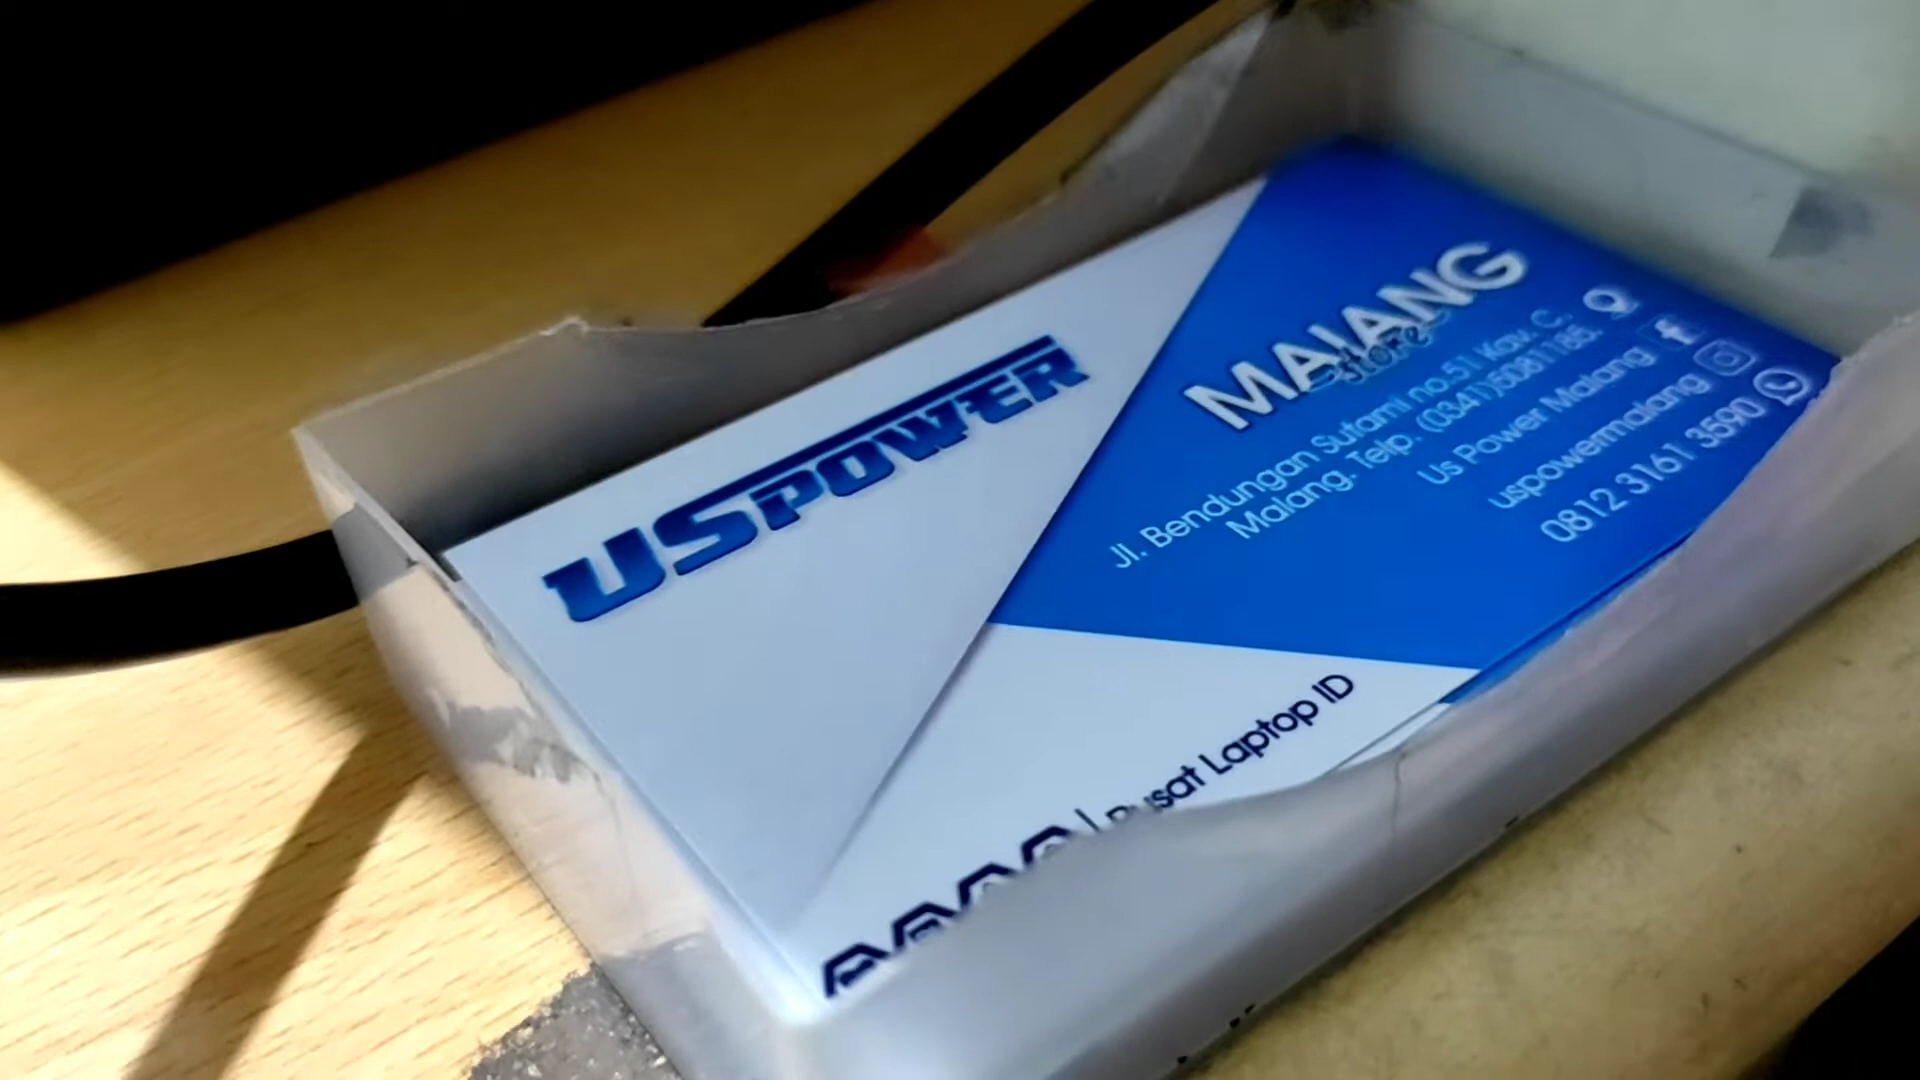 USPOWER
MALANG
store
Jl. Bendungan Sutami no.51 Kav. C.
Malang. Telp. (0341)5081185.
Us Power Malang
uspowermalang
0812 3161 3590
Pusat Laptop ID